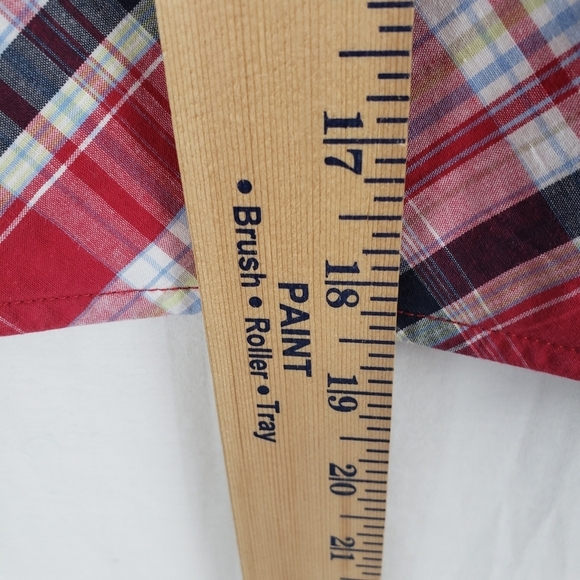 17
18
19
20
21
PAINT
• Brush • Roller • Tray